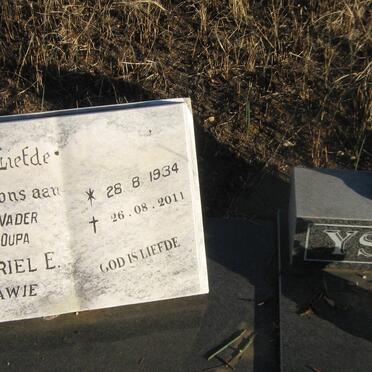 Liefde
ons aan
VADER
OUPA
RIEL E.
AWIE
* 28 8 1934
† 26.08.2011
GOD IS LIEFDE
YS